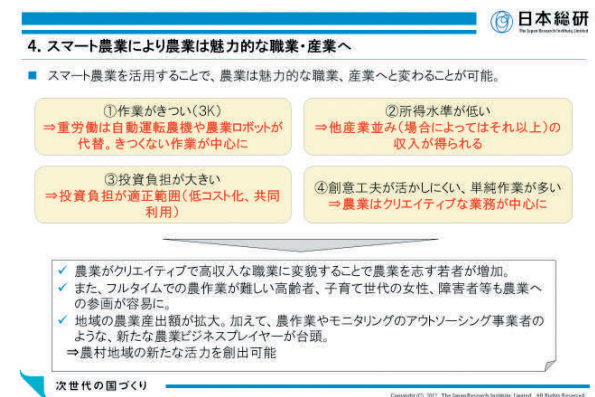 日本総研
The Japan Research Institute, Limited
4．スマート農業により農業は魅力的な職業・産業へ
■ スマート農業を活用することで、農業は魅力的な職業、産業へと変わることが可能。
①作業がきつい（3K）
⇒重労働は自動運転農機や農業ロボットが
代替。きつくない作業が中心に
②所得水準が低い
⇒他産業並み（場合によってはそれ以上）の
収入が得られる
③投資負担が大きい
⇒投資負担が適正範囲（低コスト化、共同
利用）
④創意工夫が活かしにくい、単純作業が多い
⇒農業はクリエイティブな業務が中心に
✓ 農業がクリエイティブで高収入な職業に変貌することで農業を志す若者が増加。
✓ また、フルタイムでの農作業が難しい高齢者、子育て世代の女性、障害者等も農業へ
の参画が容易に。
✓ 地域の農業産出額が拡大。加えて、農作業やモニタリングのアウトソーシング事業者の
ような、新たな農業ビジネスプレイヤーが台頭。
⇒農村地域の新たな活力を創出可能
次世代の国づくり
Copyright (C) 2017 The Japan Research Institute, Limited. All Rights Reserved.